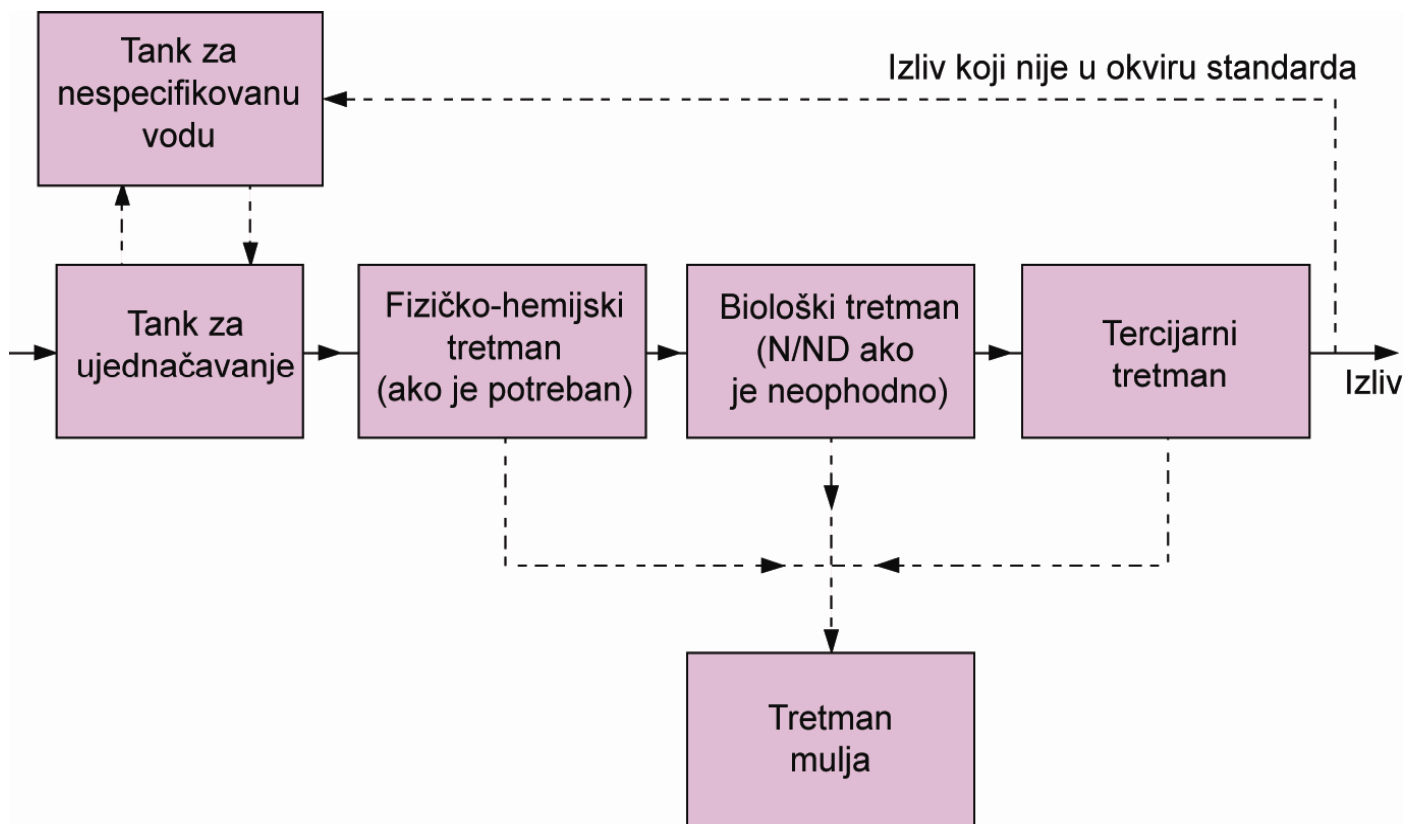 Tank za
nespecifikovanu
vodu
Izliv koji nije u okviru standarda
Tank za
ujednačavanje
Fizičko-hemijski
tretman
(ako je potreban)
Biološki tretman
(N/ND ako
je neophodno)
Tercijarni
tretman
Izliv
Tretman
mulja